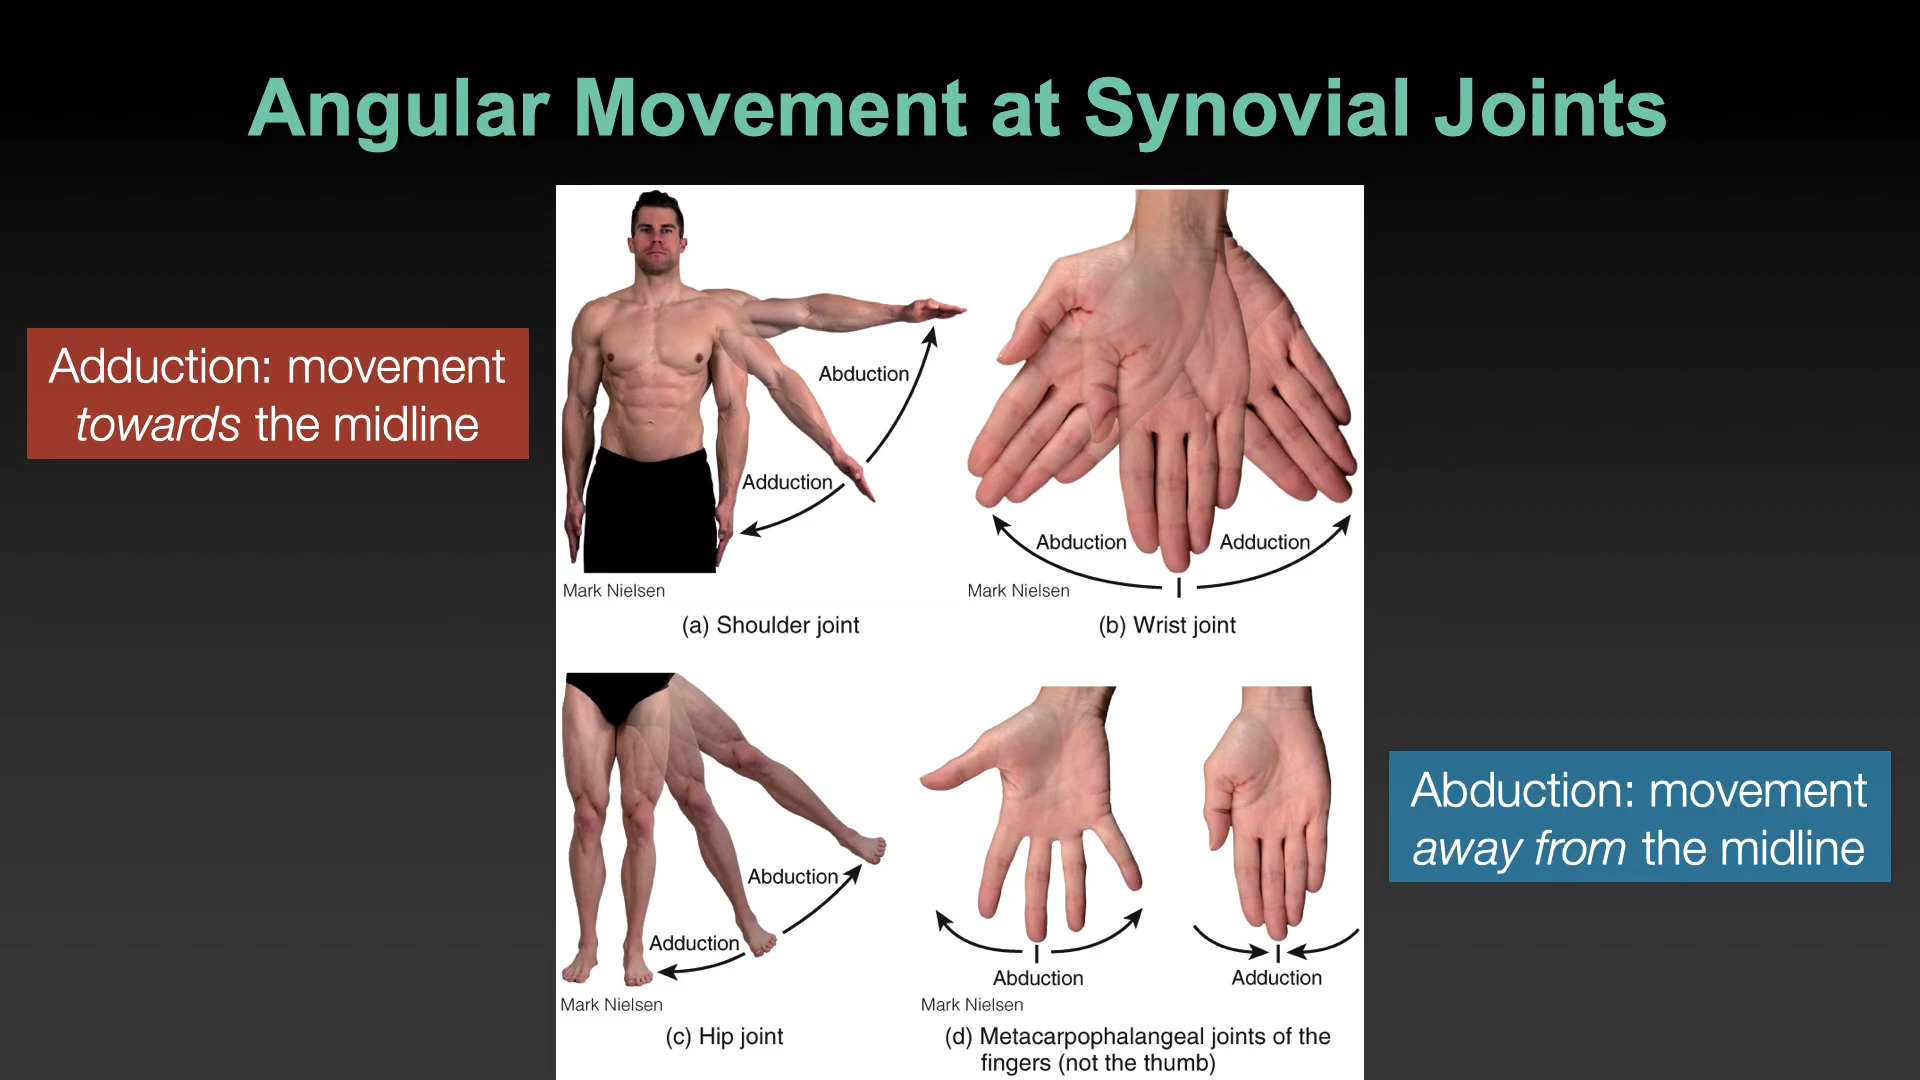 Angular Movement at Synovial Joints
Adduction: movement
towards the midline
Abduction
Adduction
Mark Nielsen
(a) Shoulder joint
Abduction
Adduction
Mark Nielsen
(b) Wrist joint
Abduction
Adduction
Mark Nielsen
(c) Hip joint
Abduction
Adduction
Mark Nielsen
(d) Metacarpophalangeal joints of the
fingers (not the thumb)
Abduction: movement
away from the midline